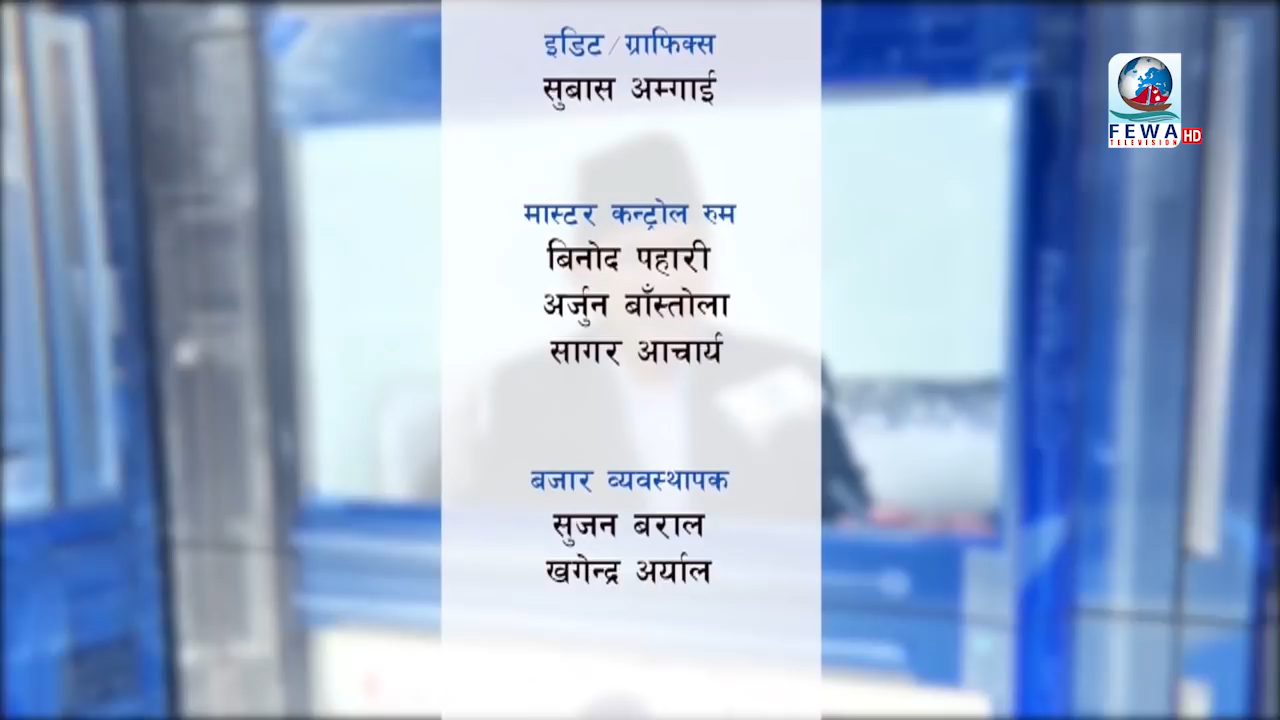 इडिट/ग्राफिक्स
सुबास अम्गाई
मास्टर कन्ट्रोल रुम
बिनोद पहारी
अर्जुन बाँस्तोला
सागर आचार्य
बजार व्यवस्थापक
सुजन बराल
खगेन्द्र अर्याल
FEWA HD
TELEVISION